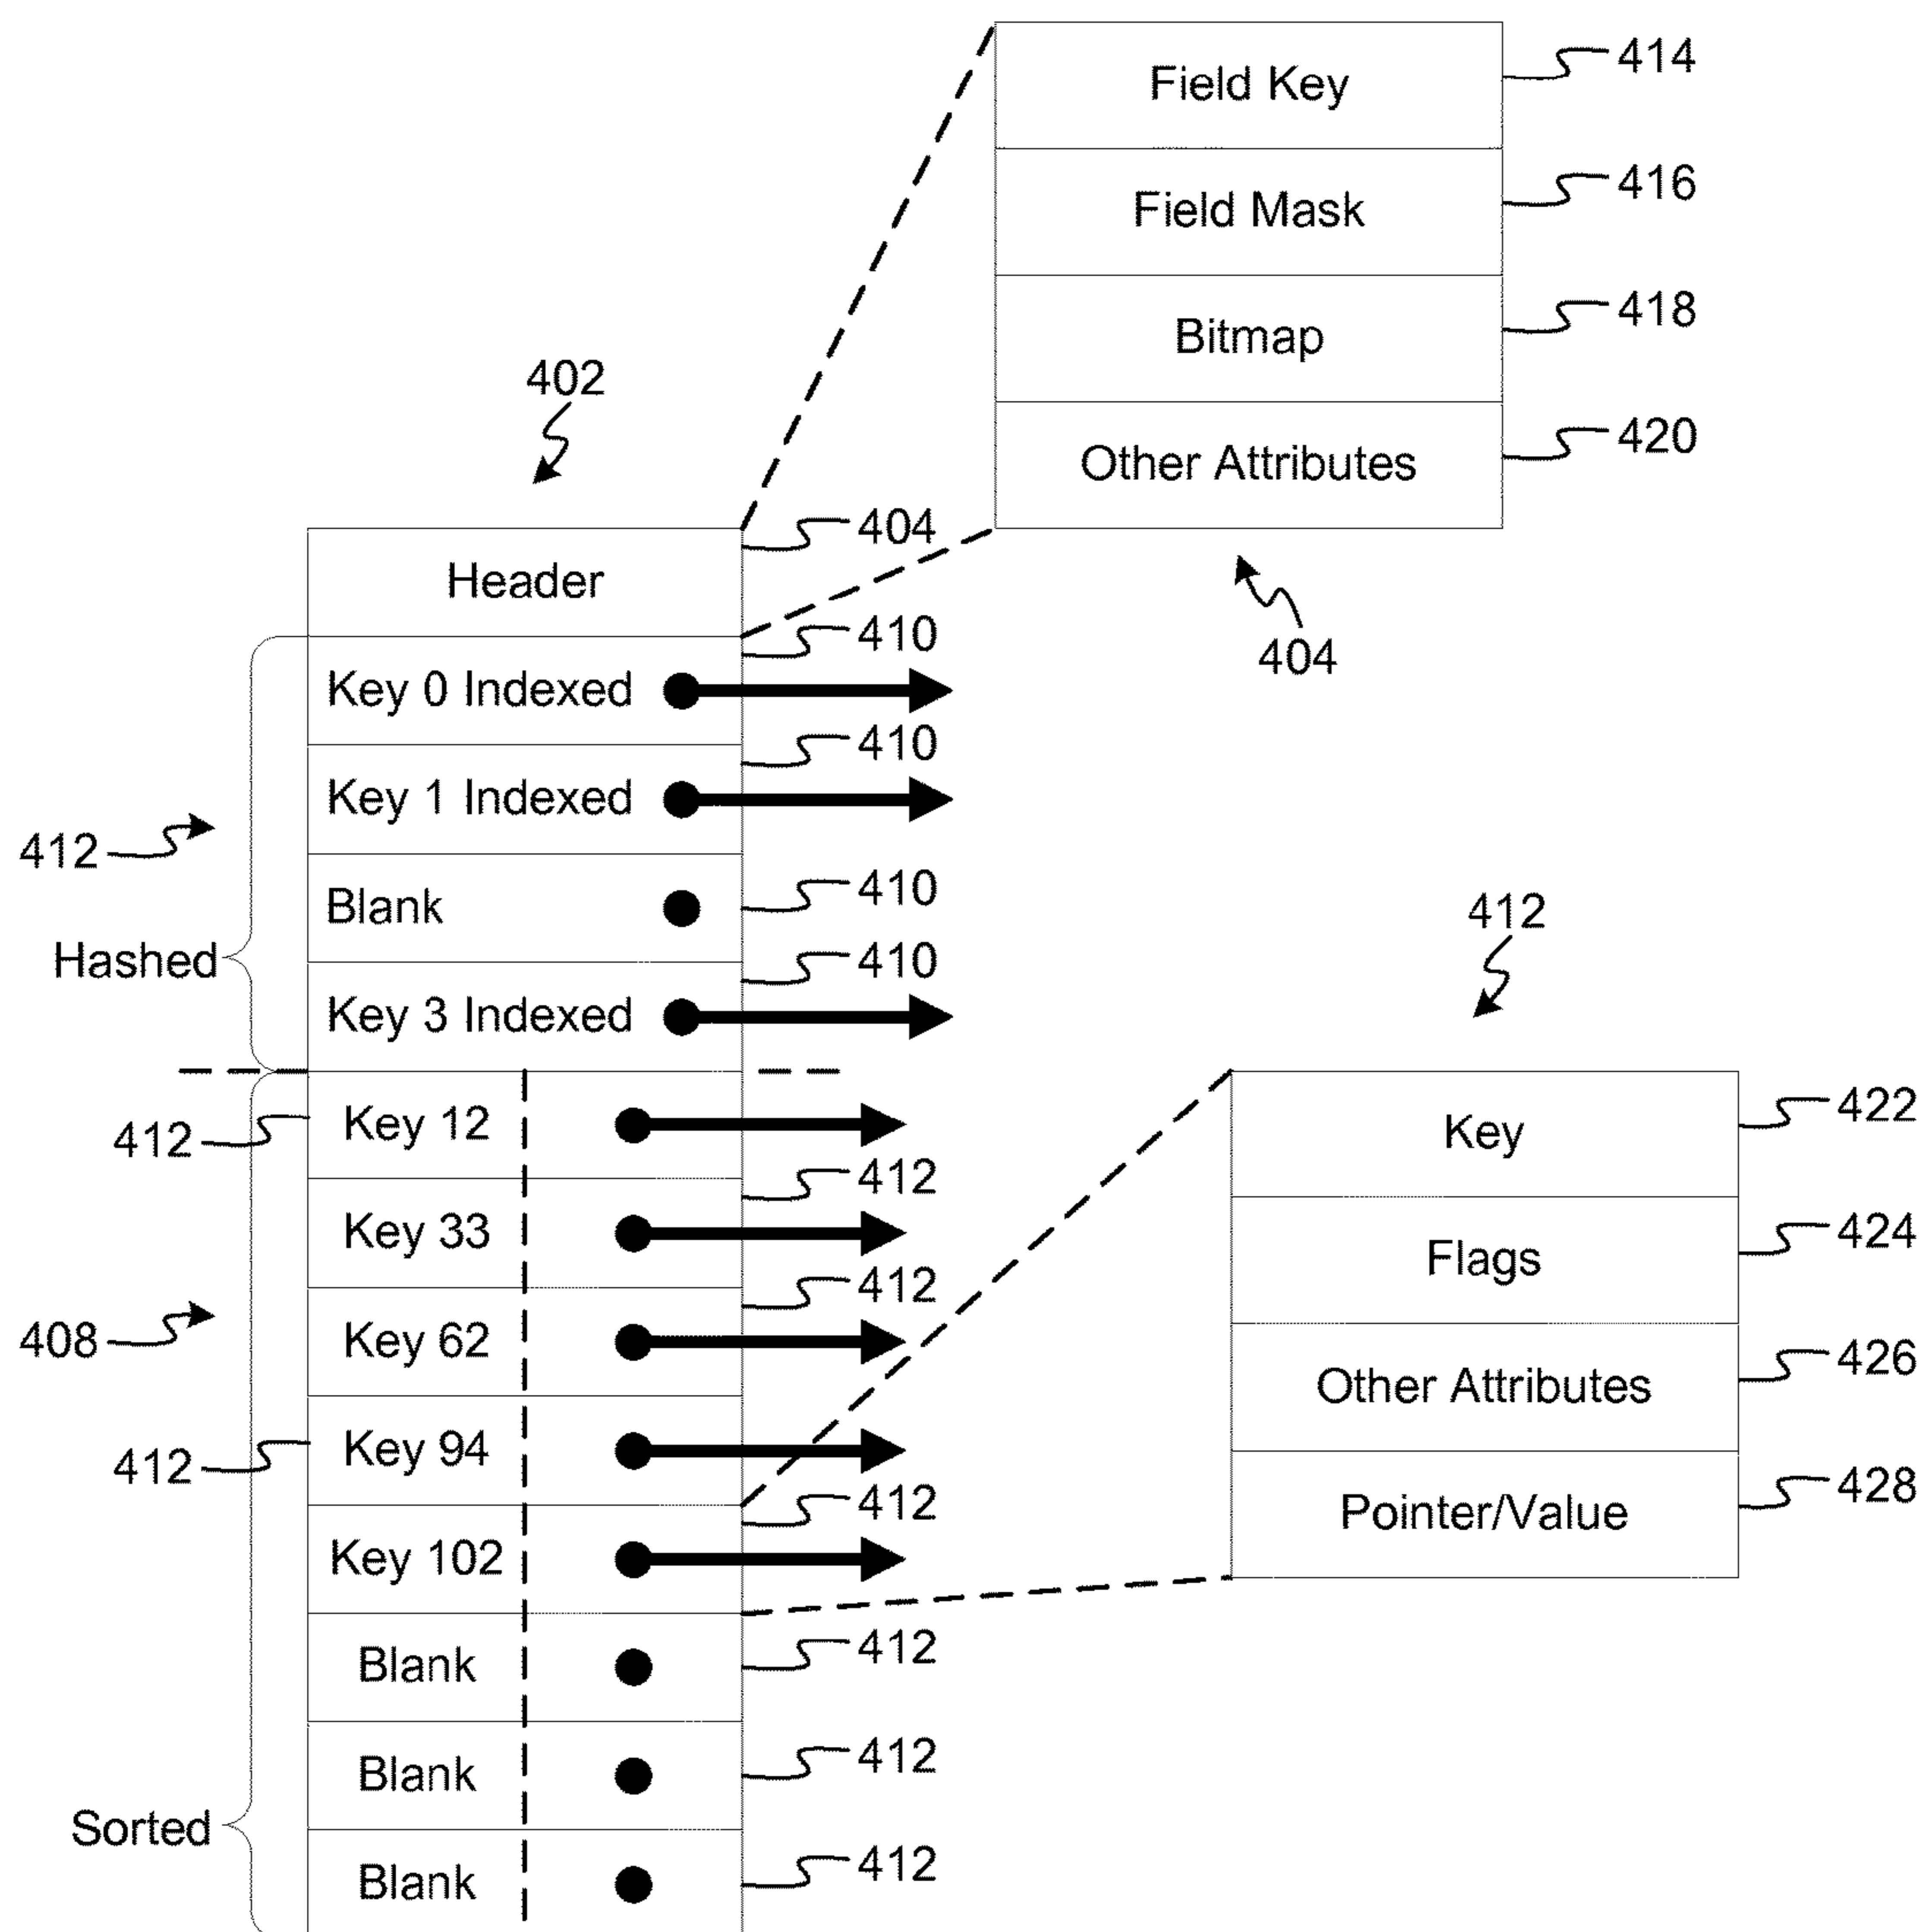 Field Key
414
Field Mask
416
Bitmap
418
Other Attributes
420
404
402
Header
404
Key 0 Indexed
410
Key 1 Indexed
410
Blank
410
Key 3 Indexed
410
412
Hashed
Key 12
412
Key 33
412
Key 62
412
Key 94
412
Key 102
412
Blank
412
Blank
412
Blank
412
408
Sorted
412
Key
422
Flags
424
Other Attributes
426
Pointer/Value
428